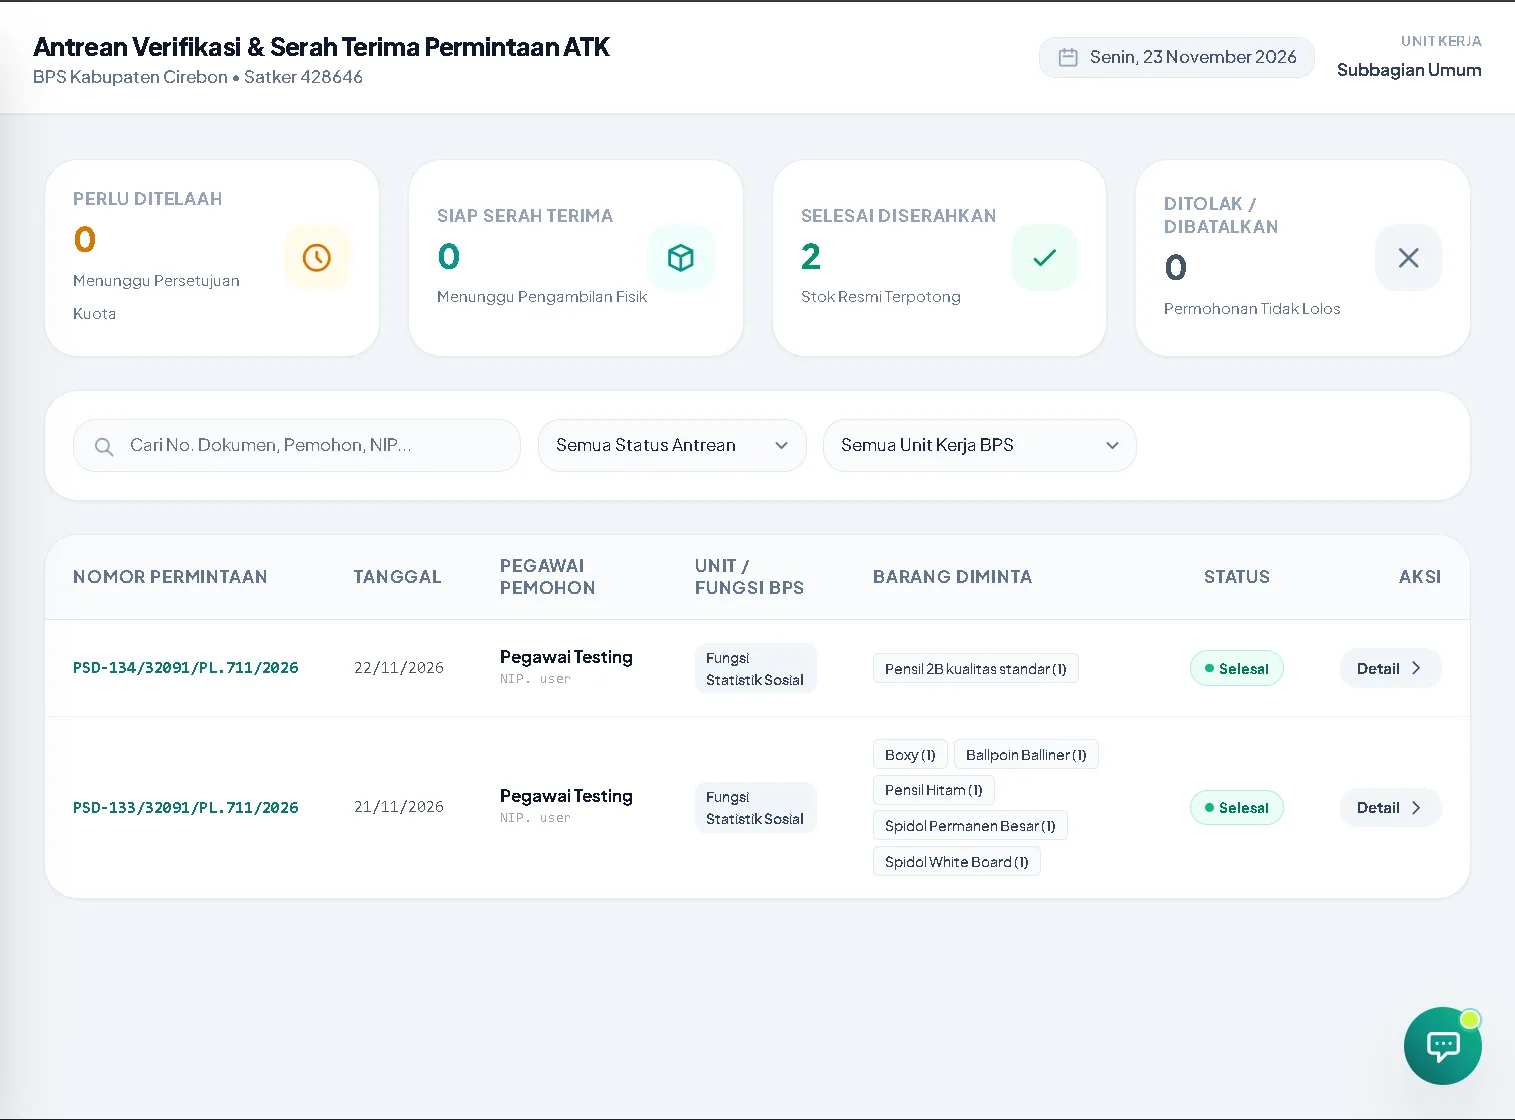 Antrean Verifikasi & Serah Terima Permintaan ATK
BPS Kabupaten Cirebon • Satker 428646
Senin, 23 November 2026
UNIT KERJA
Subbagian Umum
PERLU DITELAAH
0
Menunggu Persetujuan
Kuota
SIAP SERAH TERIMA
0
Menunggu Pengambilan Fisik
SELESAI DISERAHKAN
2
Stok Resmi Terpotong
DITOLAK /
DIBATALKAN
0
Permohonan Tidak Lolos
Cari No. Dokumen, Pemohon, NIP...
Semua Status Antrean
Semua Unit Kerja BPS
NOMOR PERMINTAAN
TANGGAL
PEGAWAI
PEMOHON
UNIT /
FUNGSI BPS
BARANG DIMINTA
STATUS
AKSI
PSD-134/32091/PL.711/2026
22/11/2026
Pegawai Testing
NIP. user
Fungsi
Statistik Sosial
Pensil 2B kualitas standar (1)
Selesai
Detail
PSD-133/32091/PL.711/2026
21/11/2026
Pegawai Testing
NIP. user
Fungsi
Statistik Sosial
Boxy (1)
Ballpoin Balliner (1)
Pensil Hitam (1)
Spidol Permanen Besar (1)
Spidol White Board (1)
Selesai
Detail